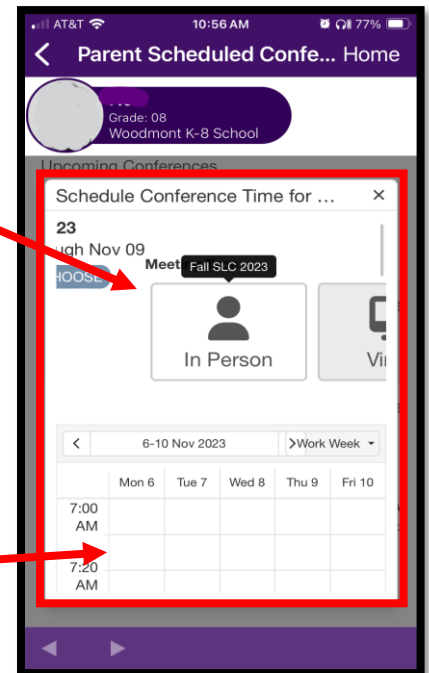 AT&T 10:56 AM 77%
Parent Scheduled Confe... Home
Grade: 08
Woodmont K-8 School
Upcoming Conferences
Schedule Conference Time for ... ×
23
ugh Nov 09
HOOSE
Meet
Fall SLC 2023
In Person
Vir
6-10 Nov 2023
Work Week
Mon 6 Tue 7 Wed 8 Thu 9 Fri 10
7:00
AM
7:20
AM